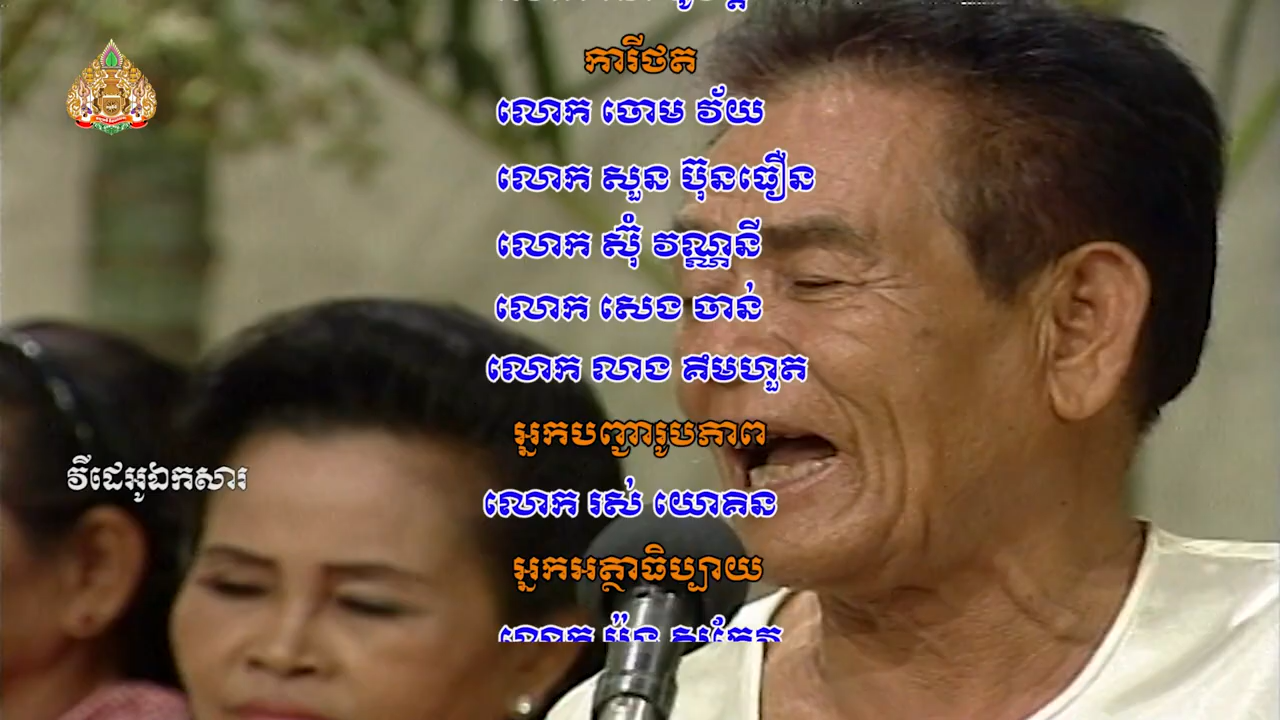 ការីថត
លោក ចោម វ័យ
លោក សួន ប៊ុនធឿន
លោក ស៊ុំ វណ្ណនី
លោក សេង ចាន់
លោក លាង គឹមហួត
អ្នកបញ្ជារូបភាព
លោក រស់ យោគិន
អ្នកអត្ថាធិប្បាយ
លោក
វីដេអូឯកសារ